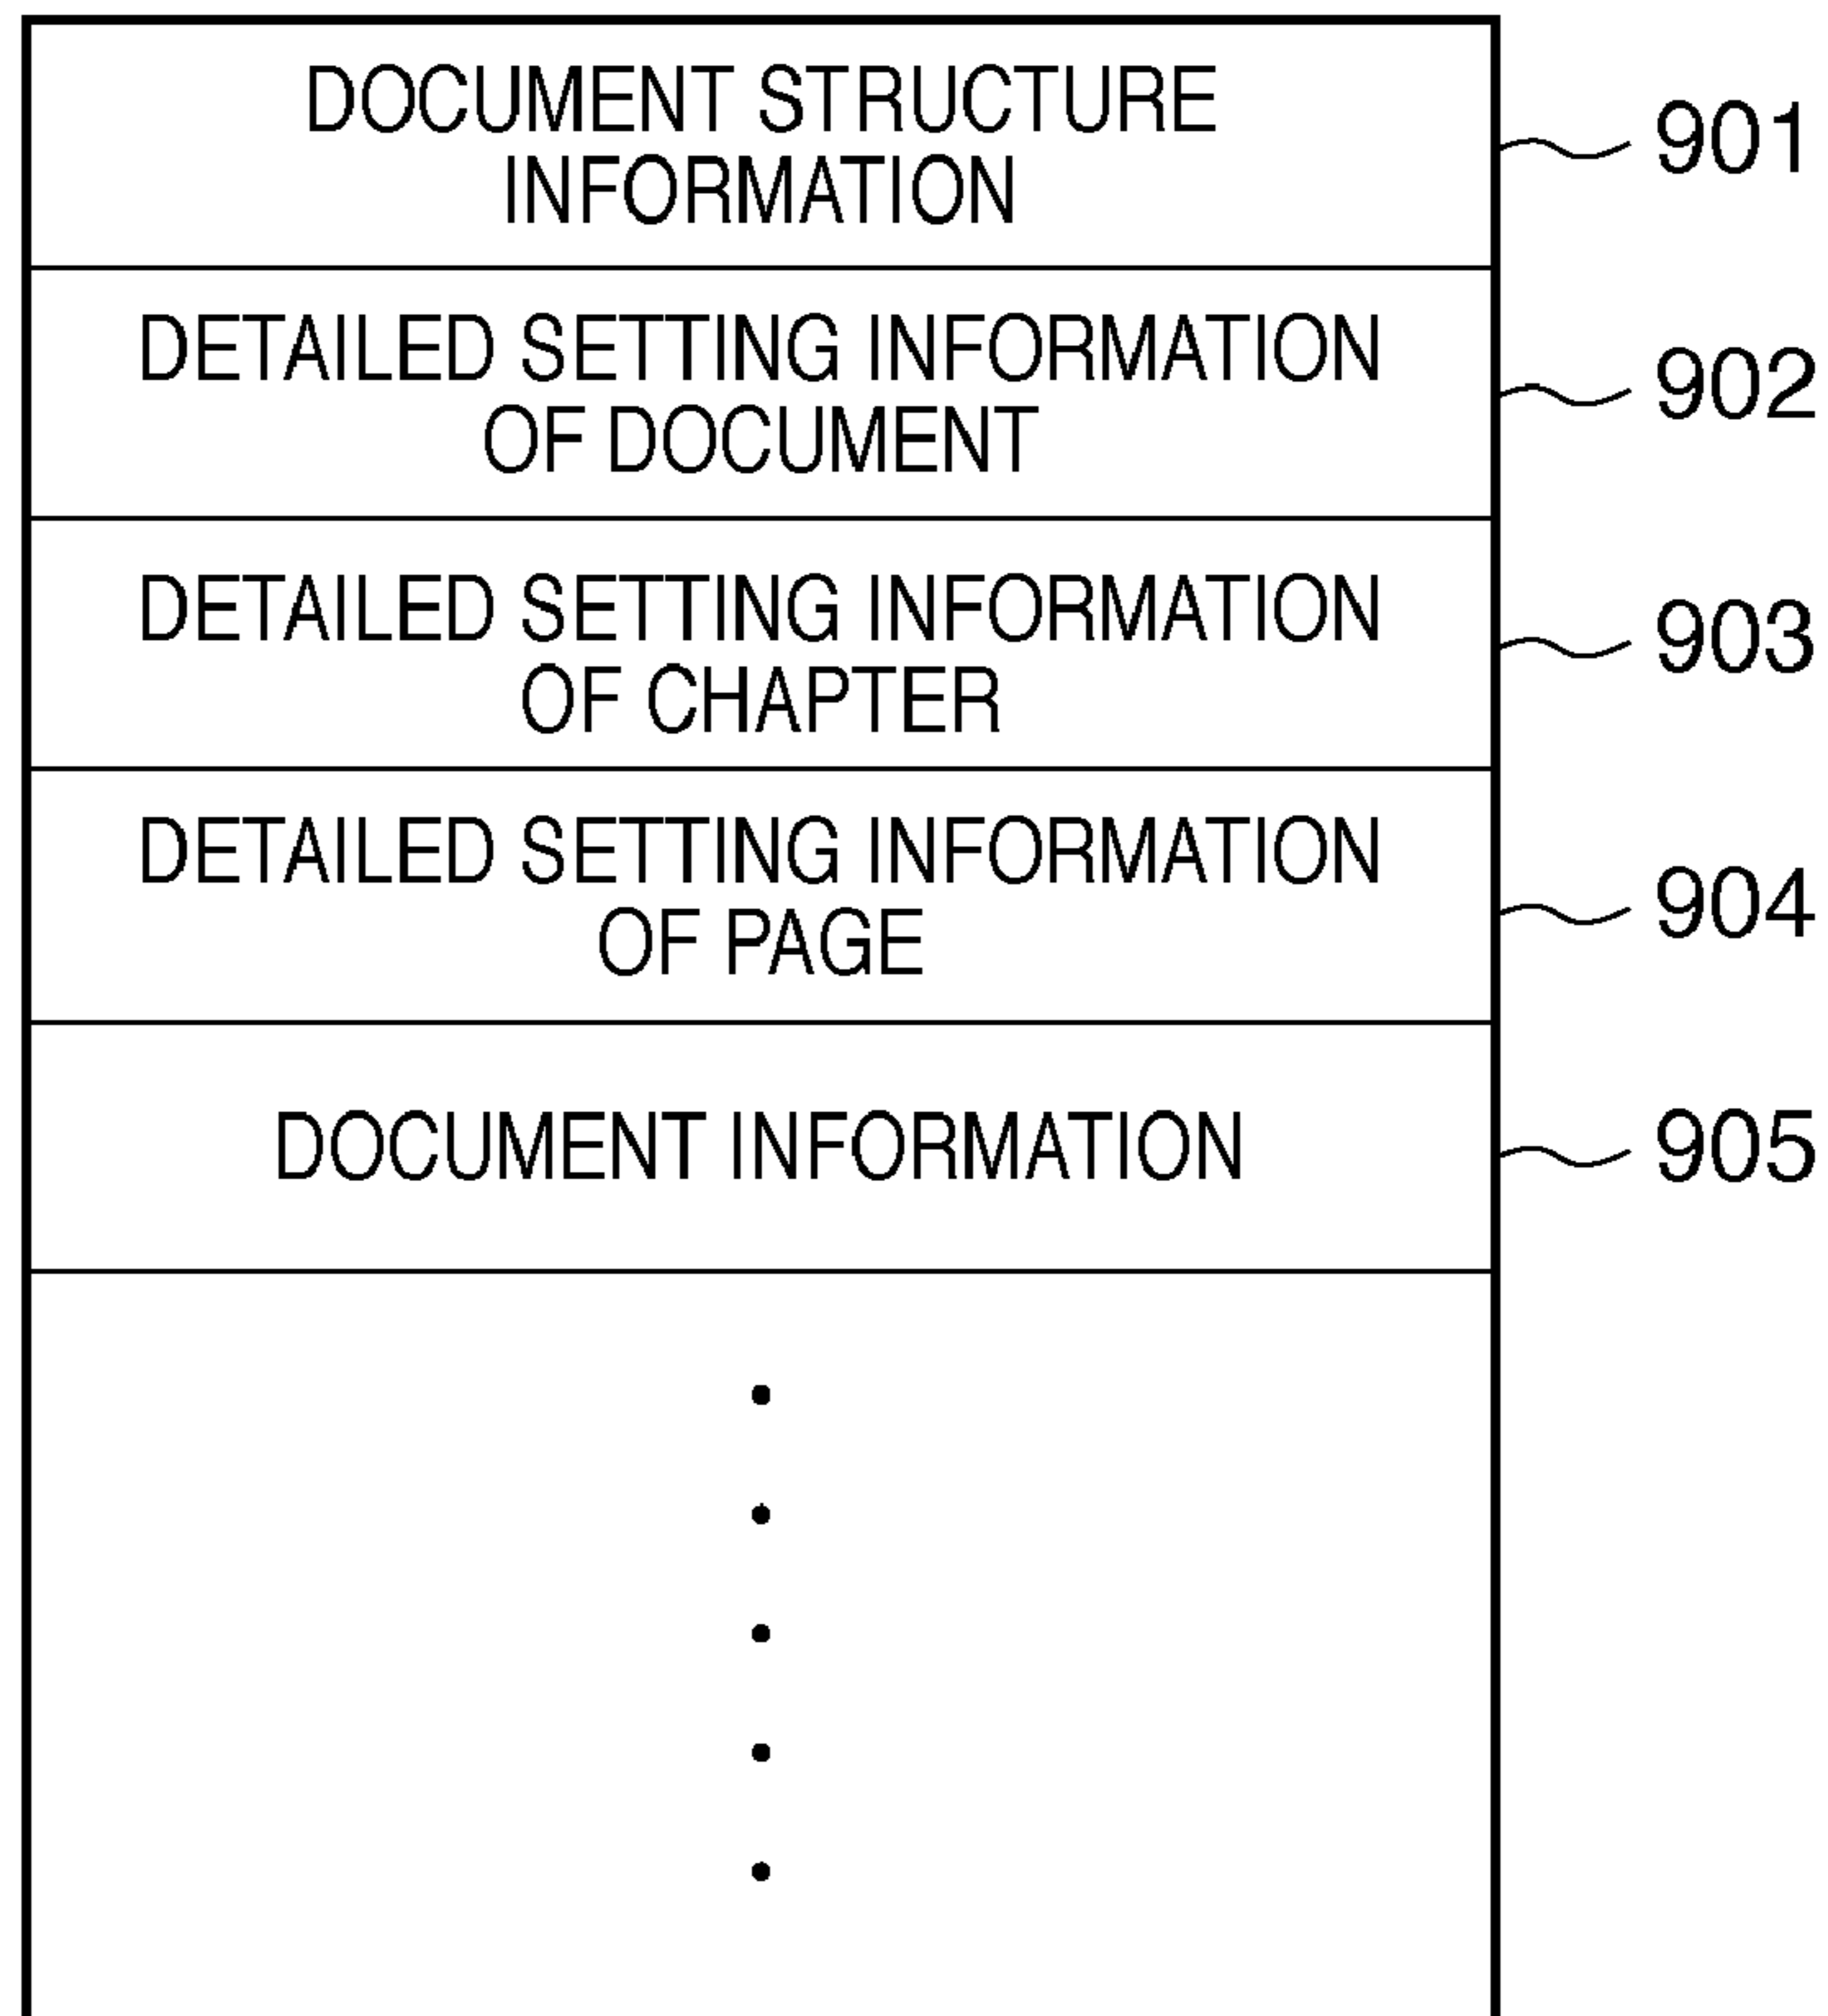 DOCUMENT STRUCTURE
INFORMATION
901
DETAILED SETTING INFORMATION
OF DOCUMENT
902
DETAILED SETTING INFORMATION
OF CHAPTER
903
DETAILED SETTING INFORMATION
OF PAGE
904
DOCUMENT INFORMATION
905